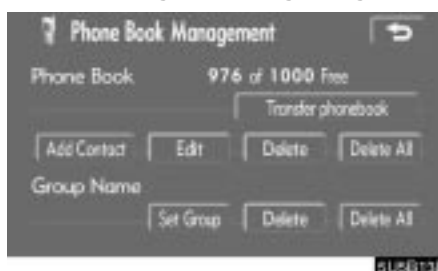 Phone Book Management
Phone Book 976 of 1000 Free
Transfer phonebook
Add Contact Edit Delete Delete All
Group Name
Set Group Delete Delete All